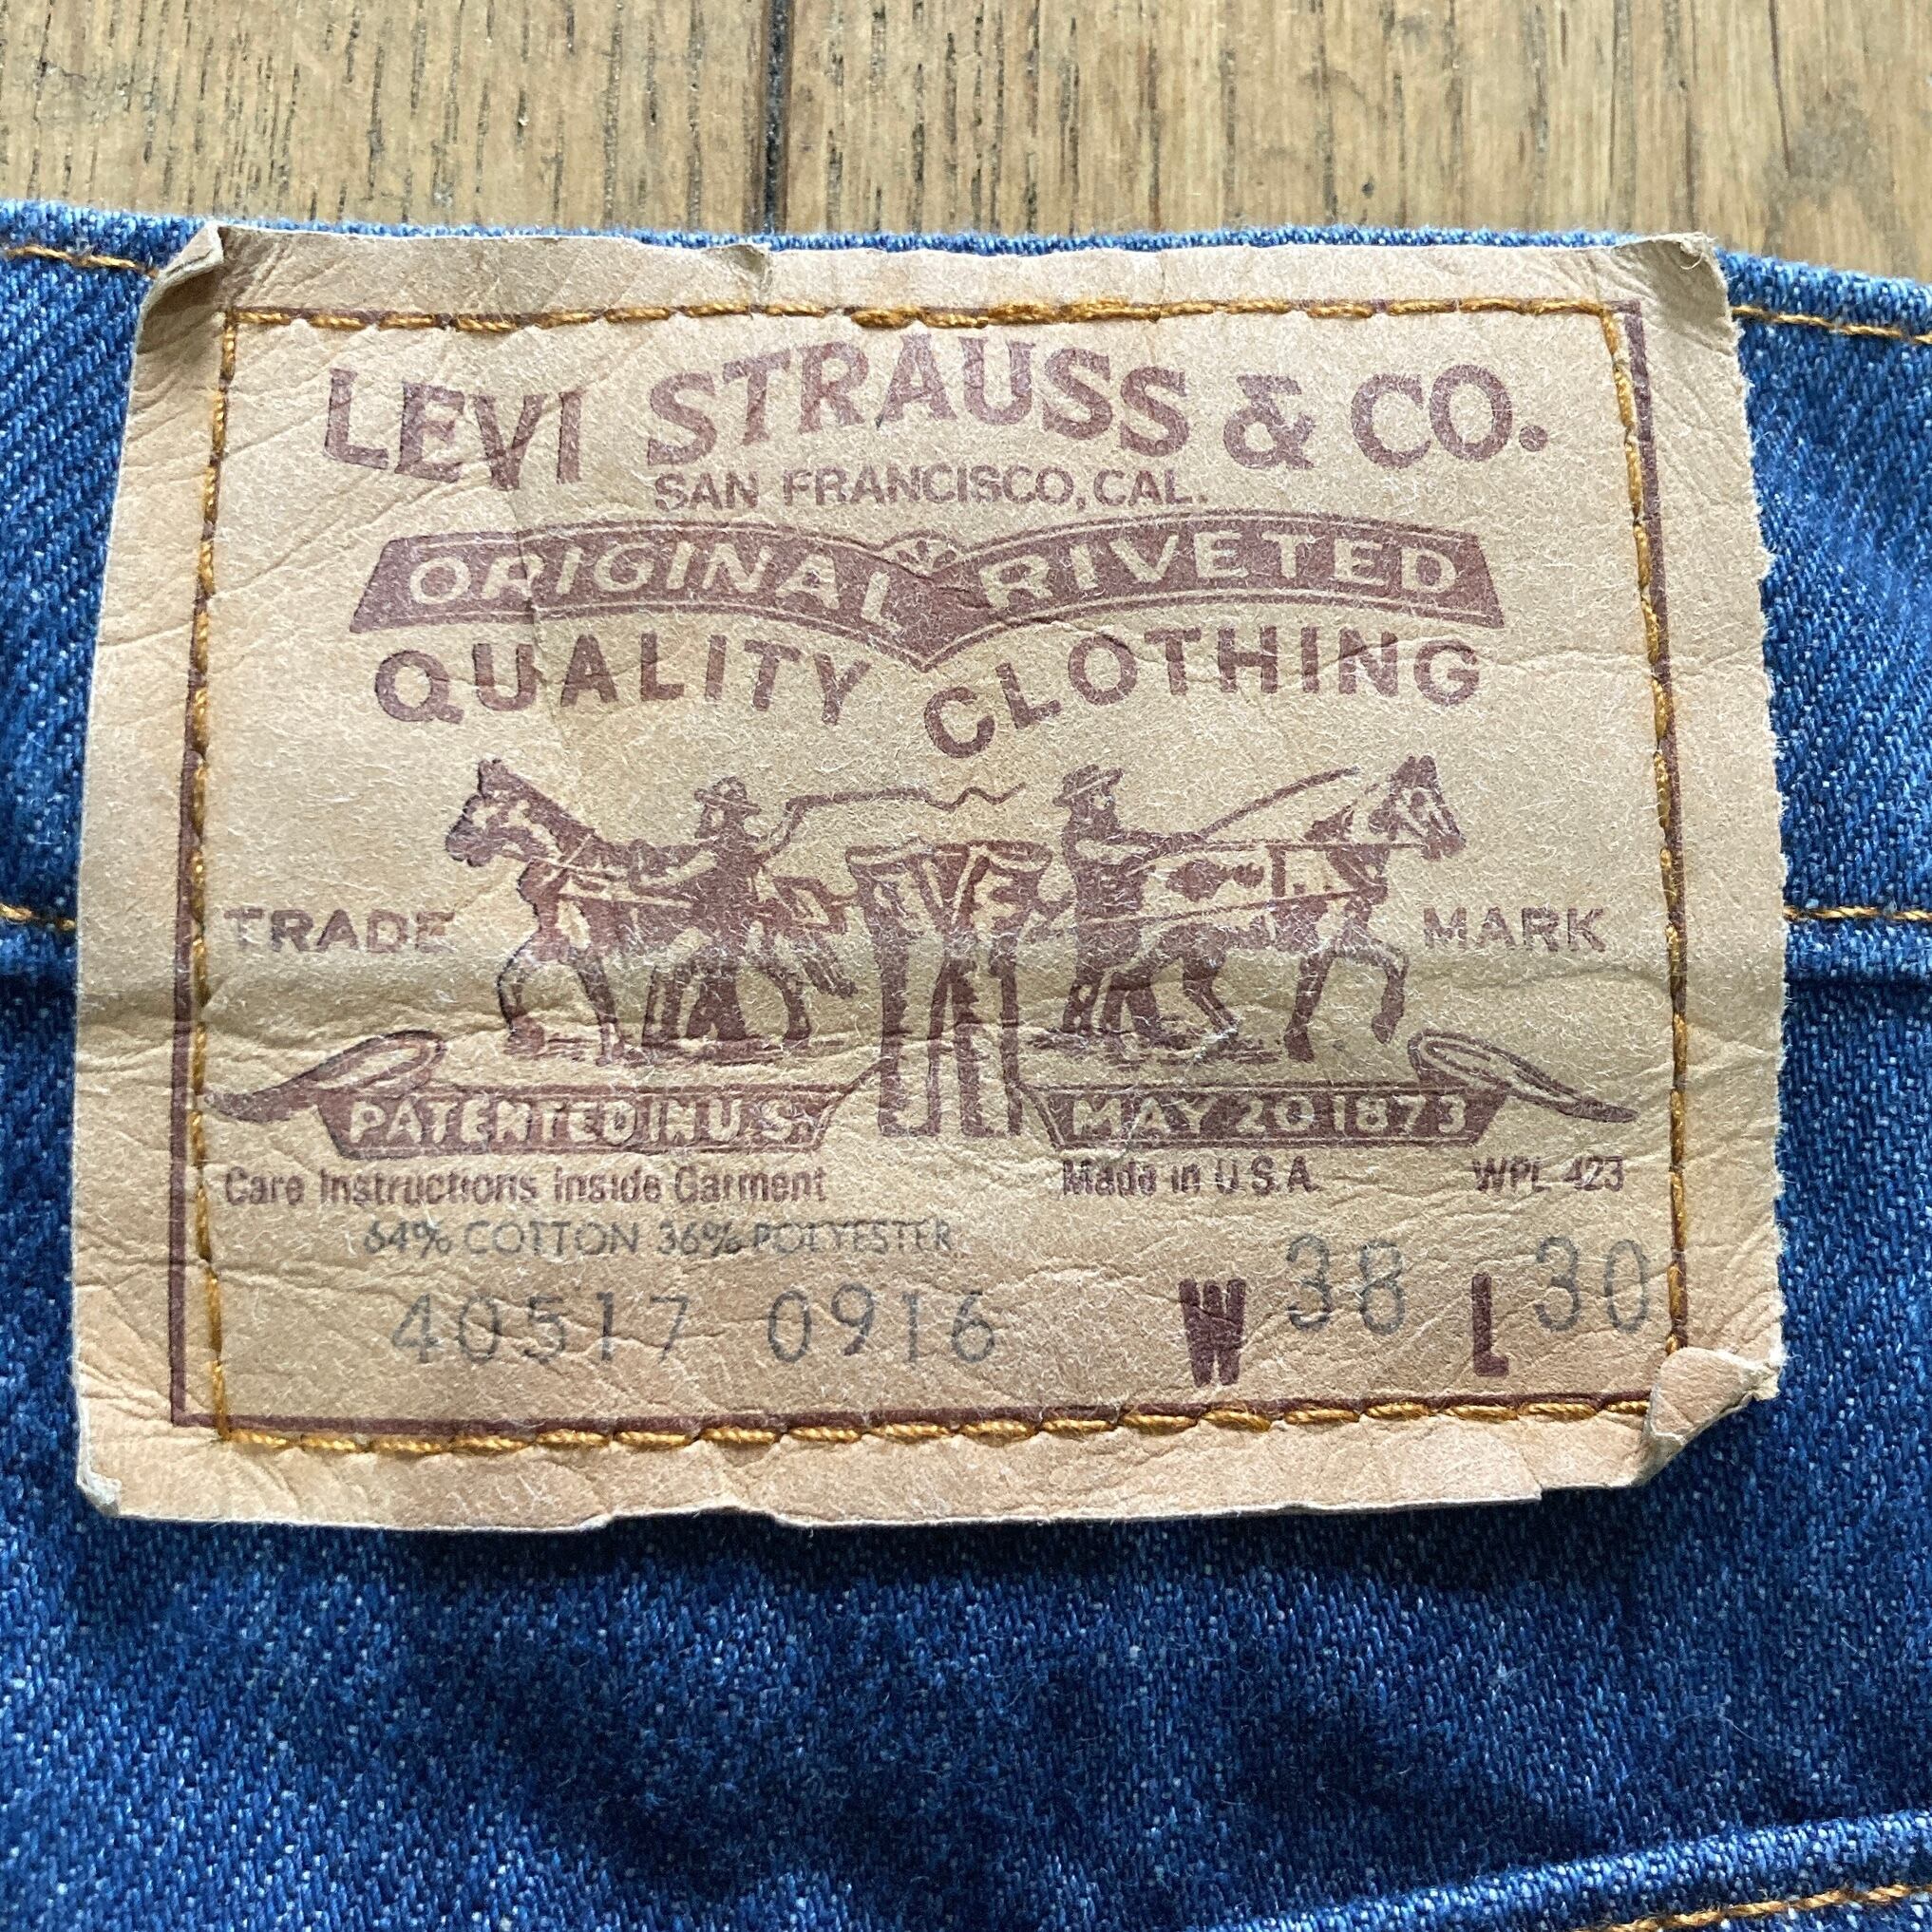 LEVI STRAUSS & CO.
SAN FRANCISCO, CAL.
ORIGINAL RIVETED
QUALITY CLOTHING
TRADE MARK
PATENTED IN U.S. MAY 20 1873
Care Instructions Inside Garment Made in U.S.A. WPL 423
64% COTTON 36% POLYESTER
40517 0916 W 38 L 30